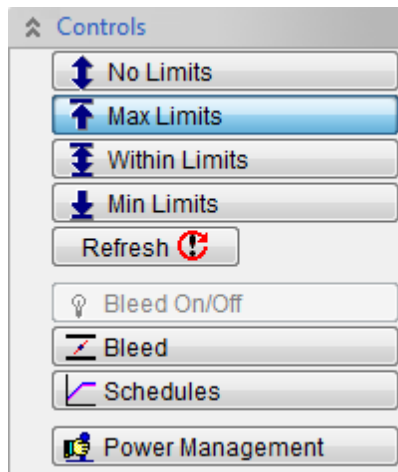 Controls
No Limits
Max Limits
Within Limits
Min Limits
Refresh
Bleed On/Off
Bleed
Schedules
Power Management